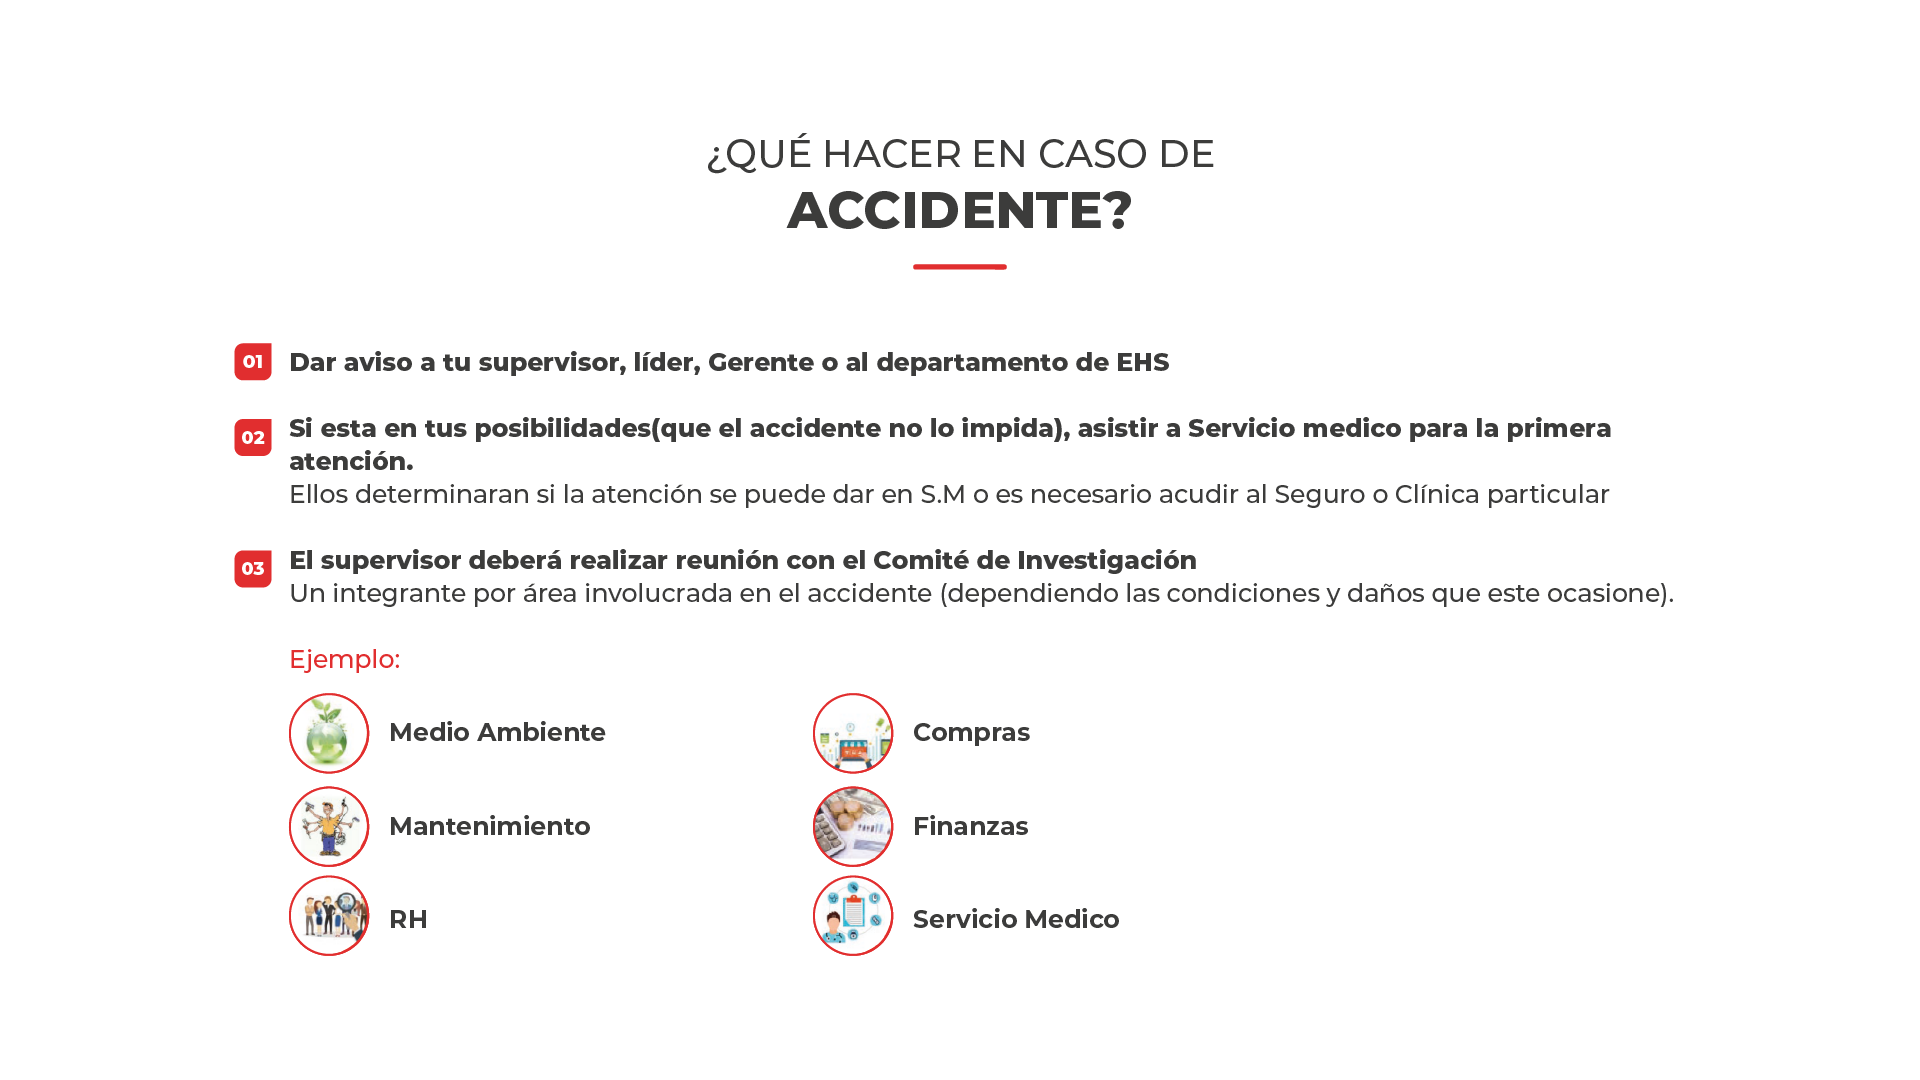 ¿QUÉ HACER EN CASO DE
ACCIDENTE?
01 Dar aviso a tu supervisor, líder, Gerente o al departamento de EHS
02 Si esta en tus posibilidades(que el accidente no lo impida), asistir a Servicio medico para la primera
atención.
Ellos determinaran si la atención se puede dar en S.M o es necesario acudir al Seguro o Clínica particular
03 El supervisor deberá realizar reunión con el Comité de Investigación
Un integrante por área involucrada en el accidente (dependiendo las condiciones y daños que este ocasione).
Ejemplo:
Medio Ambiente
Compras
Mantenimiento
Finanzas
RH
Servicio Medico